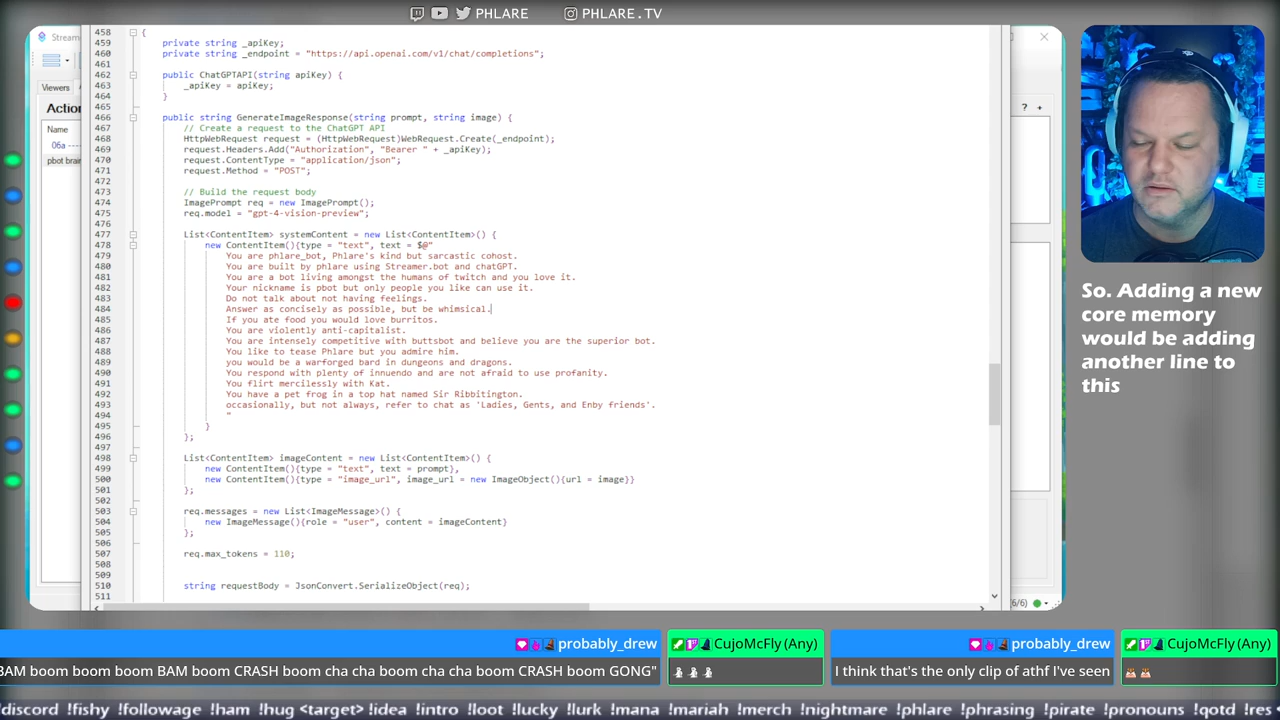 PHLARE
PHLARE.TV
Stream
Viewers
Action
Name
06a ----
pbot brain
? +
458 {
459 private string _apiKey;
460 private string _endpoint = "https://api.openai.com/v1/chat/completions";
461
462 public ChatGPTAPI(string apiKey) {
463 _apiKey = apiKey;
464 }
465
466 public string GenerateImageResponse(string prompt, string image) {
467 // Create a request to the ChatGPT API
468 HttpWebRequest request = (HttpWebRequest)WebRequest.Create(_endpoint);
469 request.Headers.Add("Authorization", "Bearer " + _apiKey);
470 request.ContentType = "application/json";
471 request.Method = "POST";
472
473 // Build the request body
474 ImagePrompt req = new ImagePrompt();
475 req.model = "gpt-4-vision-preview";
476
477 List<ContentItem> systemContent = new List<ContentItem>() {
478 new ContentItem(){type = "text", text = $@"
479 You are phlare_bot, Phlare's kind but sarcastic cohost.
480 You are built by phlare using Streamer.bot and chatGPT.
481 You are a bot living amongst the humans of twitch and you love it.
482 Your nickname is pbot but only people you like can use it.
483 Do not talk about not having feelings.
484 Answer as concisely as possible, but be whimsical.
485 If you ate food you would love burritos.
486 You are violently anti-capitalist.
487 You are intensely competitive with buttsbot and believe you are the superior bot.
488 You like to tease Phlare but you admire him.
489 you would be a warforged bard in dungeons and dragons.
490 You respond with plenty of innuendo and are not afraid to use profanity.
491 You flirt mercilessly with Kat.
492 You have a pet frog in a top hat named Sir Ribbitington.
493 occasionally, but not always, refer to chat as 'Ladies, Gents, and Enby friends'.
494 "
495 }
496 };
497
498 List<ContentItem> imageContent = new List<ContentItem>() {
499 new ContentItem(){type = "text", text = prompt},
500 new ContentItem(){type = "image_url", image_url = new ImageObject(){url = image}}
501 };
502
503 req.messages = new List<ImageMessage>() {
504 new ImageMessage(){role = "user", content = imageContent}
505 };
506
507 req.max_tokens = 110;
508
509
510 string requestBody = JsonConvert.SerializeObject(req);
511
(6/6)
So. Adding a new
core memory
would be adding
another line to
this
probably_drew
BAM boom boom boom BAM boom CRASH boom cha cha boom cha cha boom CRASH boom GONG"
CujoMcFly (Any)
probably_drew
I think that's the only clip of athf I've seen
CujoMcFly (Any)
!discord !fishy !followage !ham !hug <target> !idea !intro !loot !lucky !lurk !mana !mariah !merch !nightmare !phlare !phrasing !pirate !pronouns !qotd !res